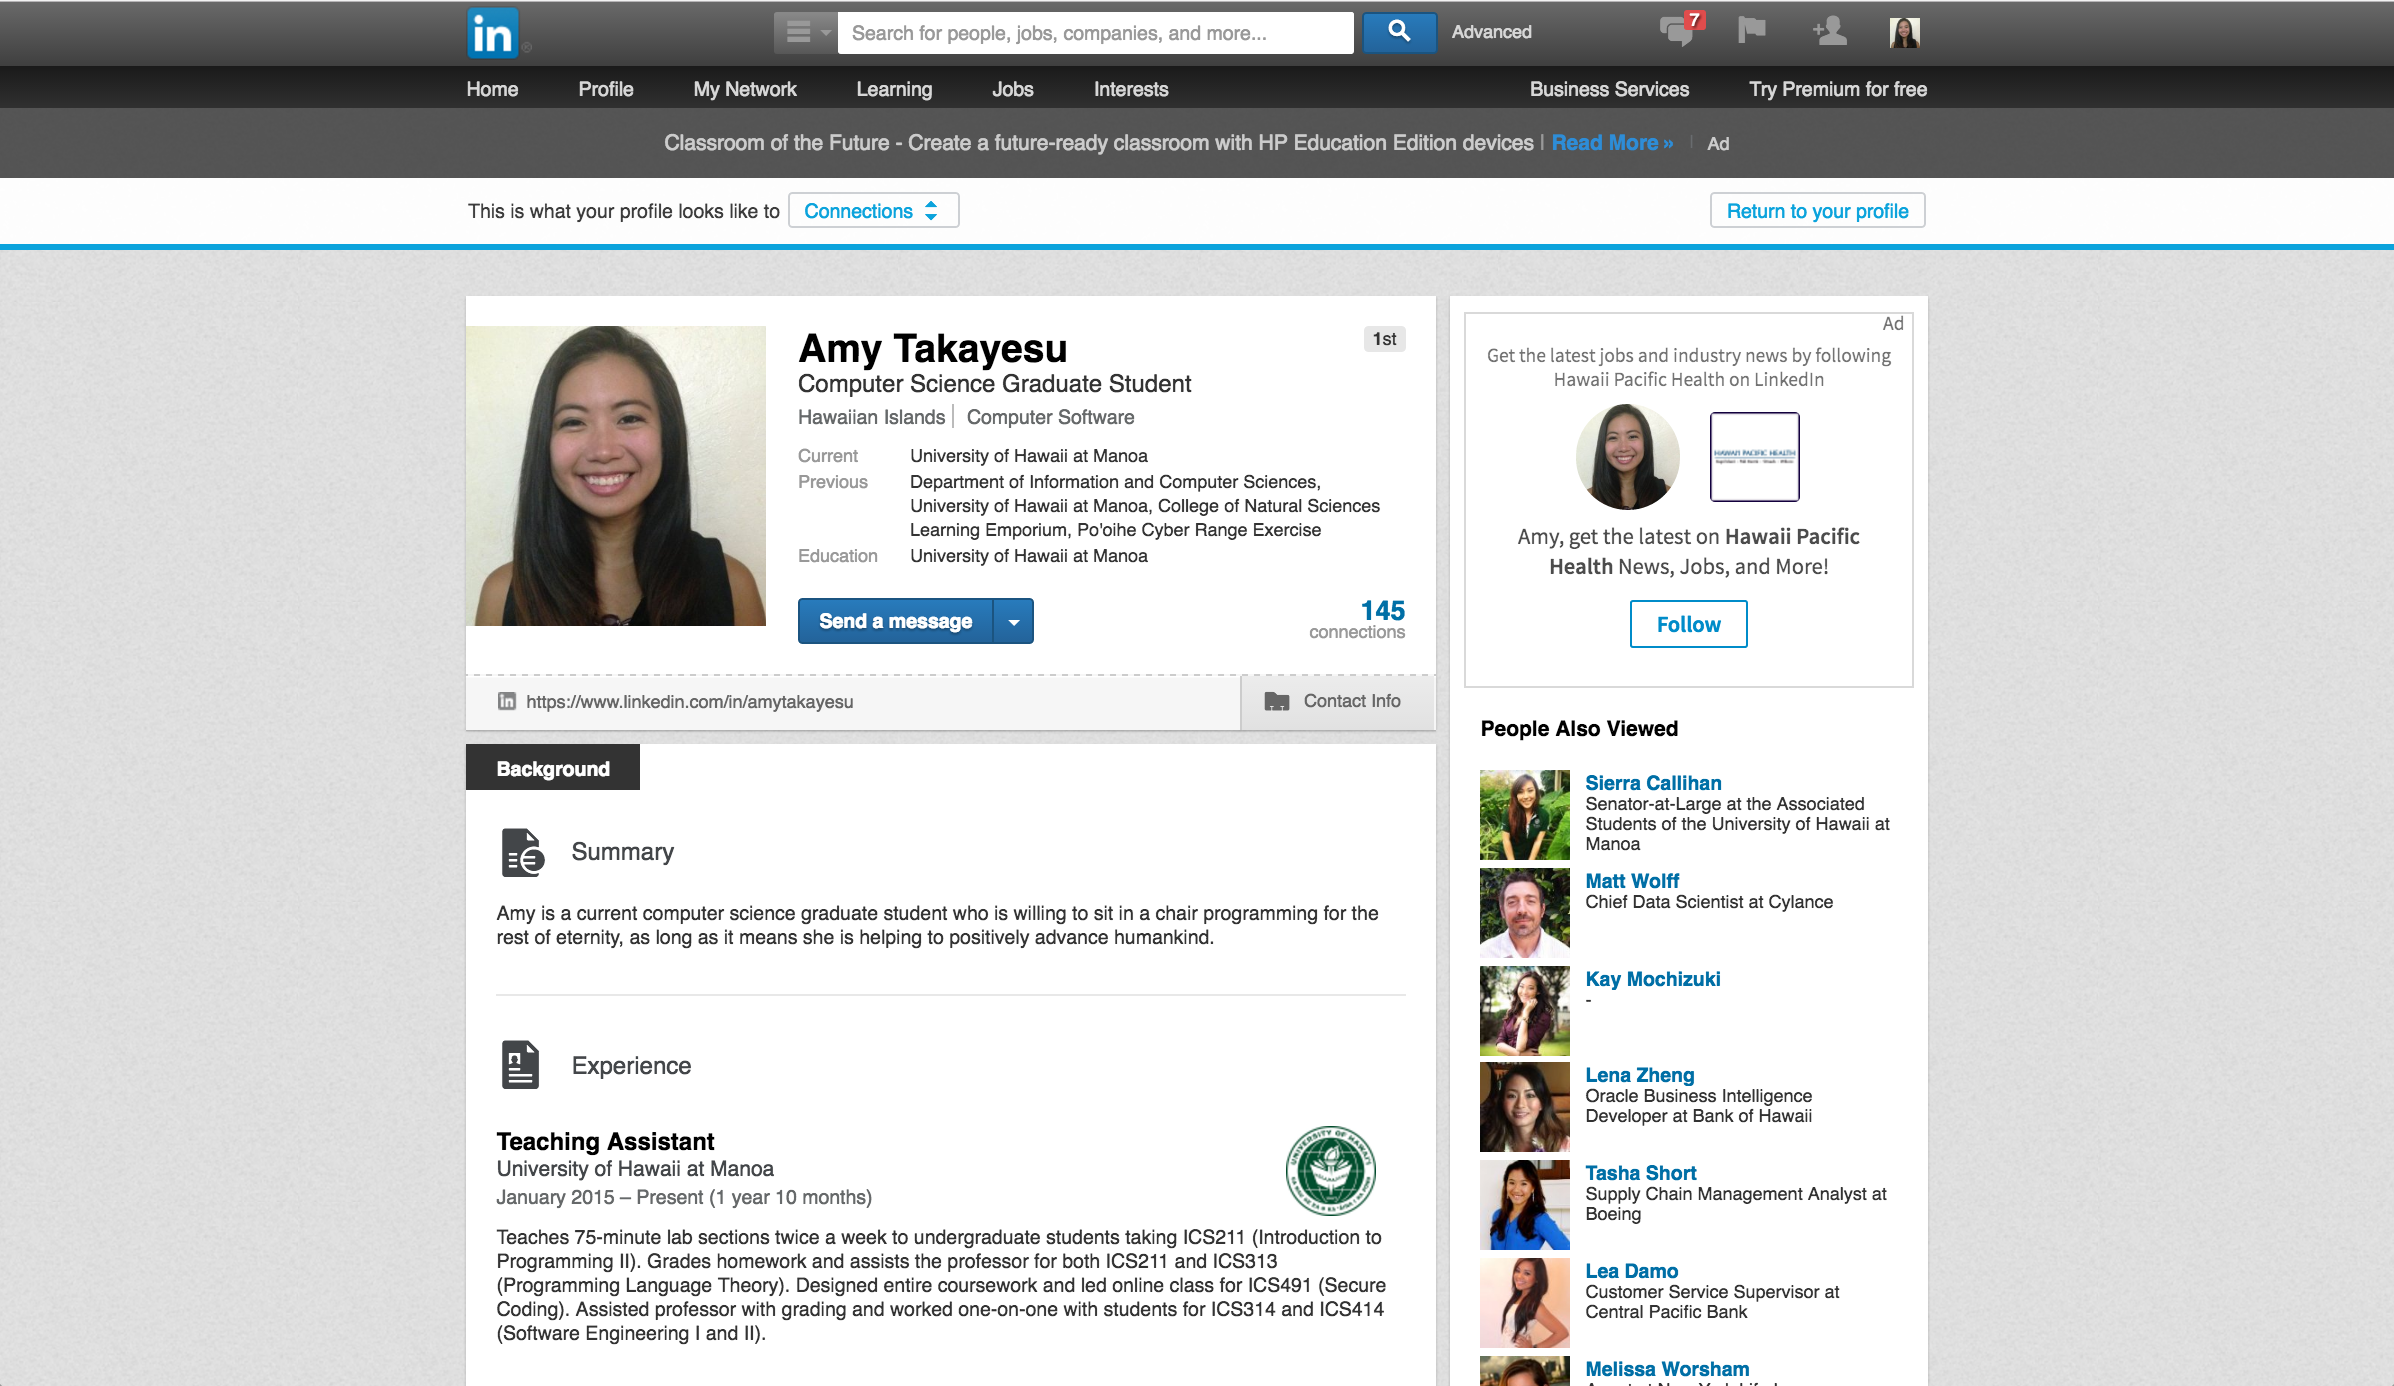 in
Search for people, jobs, companies, and more...
Advanced
7
Home
Profile
My Network
Learning
Jobs
Interests
Business Services
Try Premium for free
Classroom of the Future - Create a future-ready classroom with HP Education Edition devices | Read More » | Ad
This is what your profile looks like to
Connections
Return to your profile
Amy Takayesu
1st
Computer Science Graduate Student
Hawaiian Islands | Computer Software
Current University of Hawaii at Manoa
Previous Department of Information and Computer Sciences,
University of Hawaii at Manoa, College of Natural Sciences
Learning Emporium, Po'oihe Cyber Range Exercise
Education University of Hawaii at Manoa
Send a message
145
connections
in https://www.linkedin.com/in/amytakayesu
Contact Info
Background
Summary
Amy is a current computer science graduate student who is willing to sit in a chair programming for the
rest of eternity, as long as it means she is helping to positively advance humankind.
Experience
Teaching Assistant
University of Hawaii at Manoa
January 2015 – Present (1 year 10 months)
Teaches 75-minute lab sections twice a week to undergraduate students taking ICS211 (Introduction to
Programming II). Grades homework and assists the professor for both ICS211 and ICS313
(Programming Language Theory). Designed entire coursework and led online class for ICS491 (Secure
Coding). Assisted professor with grading and worked one-on-one with students for ICS314 and ICS414
(Software Engineering I and II).
Ad
Get the latest jobs and industry news by following
Hawaii Pacific Health on LinkedIn
HAWAII PACIFIC HEALTH
Amy, get the latest on Hawaii Pacific
Health News, Jobs, and More!
Follow
People Also Viewed
Sierra Callihan
Senator-at-Large at the Associated
Students of the University of Hawaii at
Manoa
Matt Wolff
Chief Data Scientist at Cylance
Kay Mochizuki
-
Lena Zheng
Oracle Business Intelligence
Developer at Bank of Hawaii
Tasha Short
Supply Chain Management Analyst at
Boeing
Lea Damo
Customer Service Supervisor at
Central Pacific Bank
Melissa Worsham